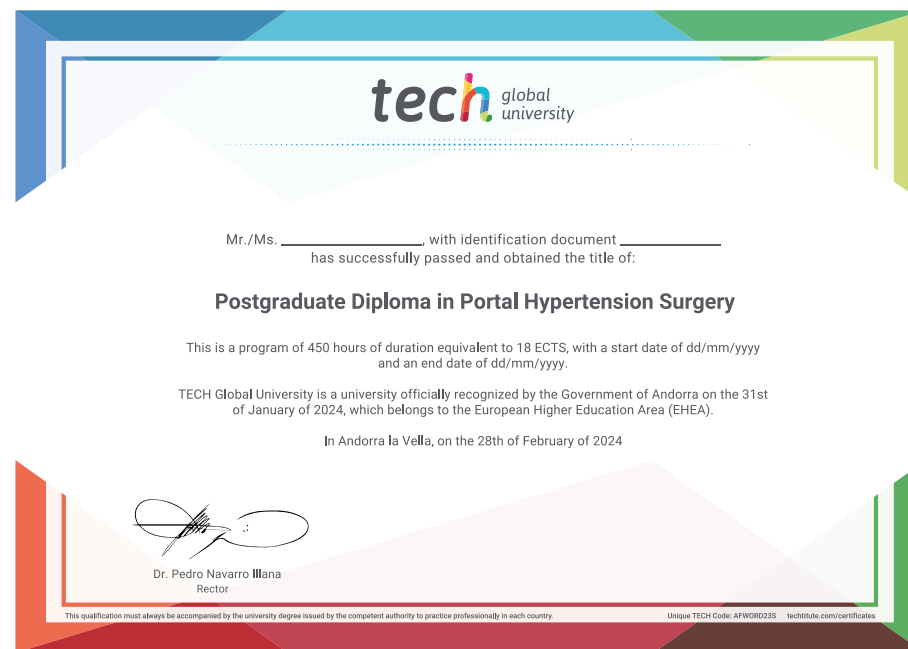 tech global university
Mr./Ms. ____________________, with identification document ______________
has successfully passed and obtained the title of:
Postgraduate Diploma in Portal Hypertension Surgery
This is a program of 450 hours of duration equivalent to 18 ECTS, with a start date of dd/mm/yyyy
and an end date of dd/mm/yyyy.
TECH Global University is a university officially recognized by the Government of Andorra on the 31st
of January of 2024, which belongs to the European Higher Education Area (EHEA).
In Andorra la Vella, on the 28th of February of 2024
Dr. Pedro Navarro Illana
Rector
This qualification must always be accompanied by the university degree issued by the competent authority to practice professionally in each country.
Unique TECH Code: AFWORD23S techtitute.com/certificates